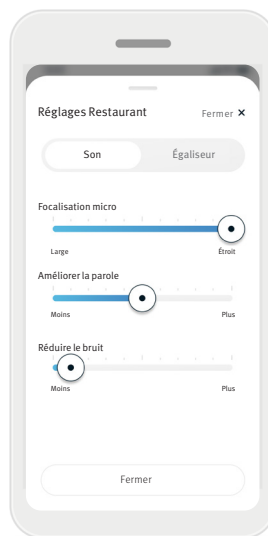 Réglages Restaurant
Fermer ×
Son Égaliseur
Focalisation micro
Large Étroit
Améliorer la parole
Moins Plus
Réduire le bruit
Moins Plus
Fermer